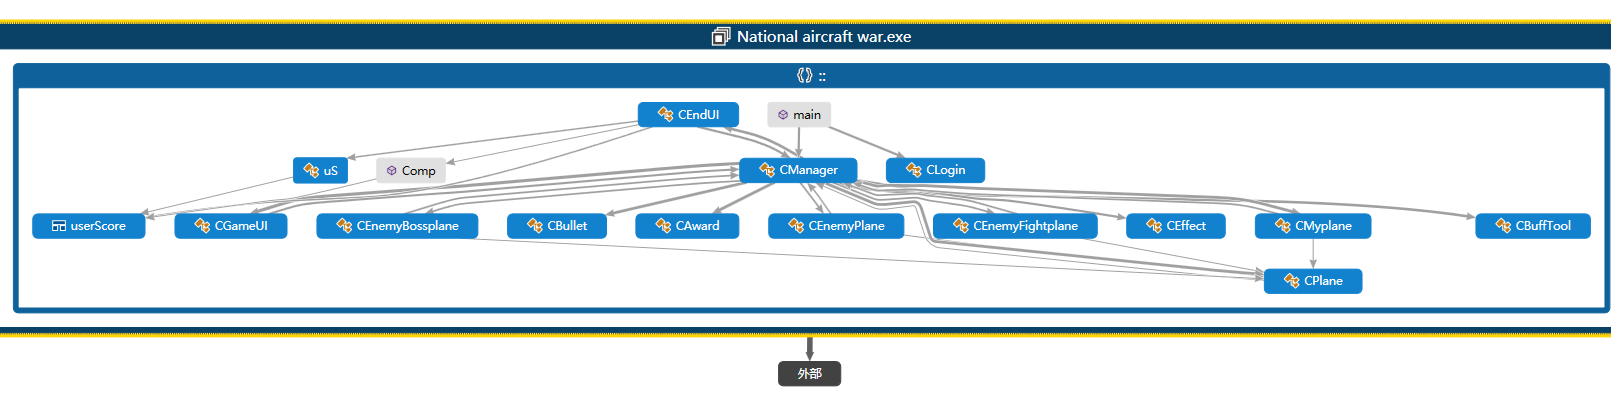 National aircraft war.exe
::
CEndUI
main
uS
Comp
CManager
CLogin
userScore
CGameUI
CEnemyBossplane
CBullet
CAward
CEnemyPlane
CEnemyFightplane
CEffect
CMyplane
CBuffTool
CPlane
外部